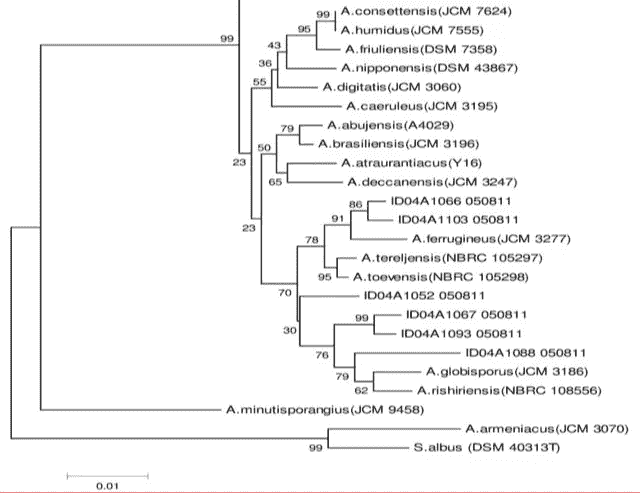 99
A.consettensis(JCM 7624)
95
A.humidus(JCM 7555)
99
43
A.friuliensis(DSM 7358)
36
A.nipponensis(DSM 43867)
55
A.digitatis(JCM 3060)
A.caeruleus(JCM 3195)
79
A.abujensis(A4029)
50
A.brasiliensis(JCM 3196)
23
A.atraurantiacus(Y16)
65
A.deccanensis(JCM 3247)
86
ID04A1066 050811
91
ID04A1103 050811
23
78
A.ferrugineus(JCM 3277)
A.tereljensis(NBRC 105297)
95
A.toevensis(NBRC 105298)
70
ID04A1052 050811
99
ID04A1067 050811
30
ID04A1093 050811
76
ID04A1088 050811
79
A.globisporus(JCM 3186)
62
A.rishiriensis(NBRC 108556)
A.minutisporangius(JCM 9458)
A.armeniacus(JCM 3070)
99
S.albus (DSM 40313T)
0.01